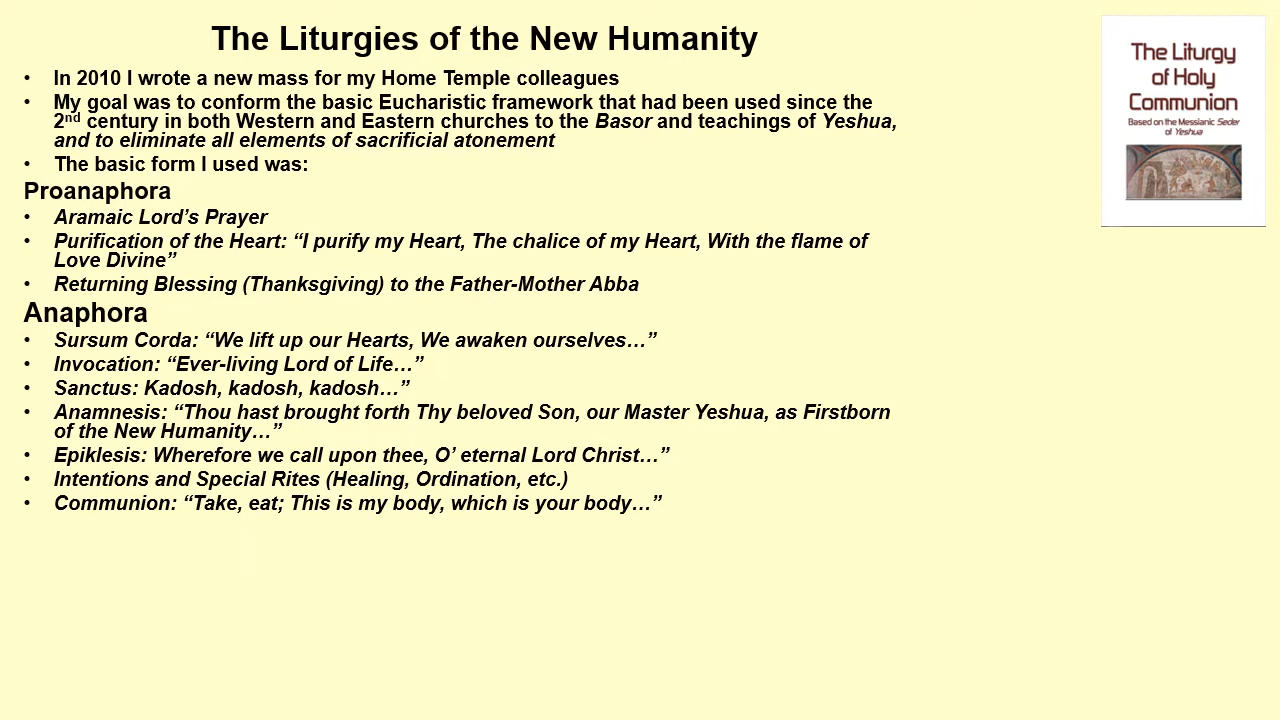 The Liturgies of the New Humanity
• In 2010 I wrote a new mass for my Home Temple colleagues
• My goal was to conform the basic Eucharistic framework that had been used since the
2nd century in both Western and Eastern churches to the Basor and teachings of Yeshua,
and to eliminate all elements of sacrificial atonement
• The basic form I used was:
Proanaphora
• Aramaic Lord’s Prayer
• Purification of the Heart: “I purify my Heart, The chalice of my Heart, With the flame of
Love Divine”
• Returning Blessing (Thanksgiving) to the Father-Mother Abba
Anaphora
• Sursum Corda: “We lift up our Hearts, We awaken ourselves…”
• Invocation: “Ever-living Lord of Life…”
• Sanctus: Kadosh, kadosh, kadosh…”
• Anamnesis: “Thou hast brought forth Thy beloved Son, our Master Yeshua, as Firstborn
of the New Humanity…”
• Epiklesis: Wherefore we call upon thee, O’ eternal Lord Christ…”
• Intentions and Special Rites (Healing, Ordination, etc.)
• Communion: “Take, eat; This is my body, which is your body…”
The Liturgy
of Holy
Communion
Based on the Messianic Seder
of Yeshua